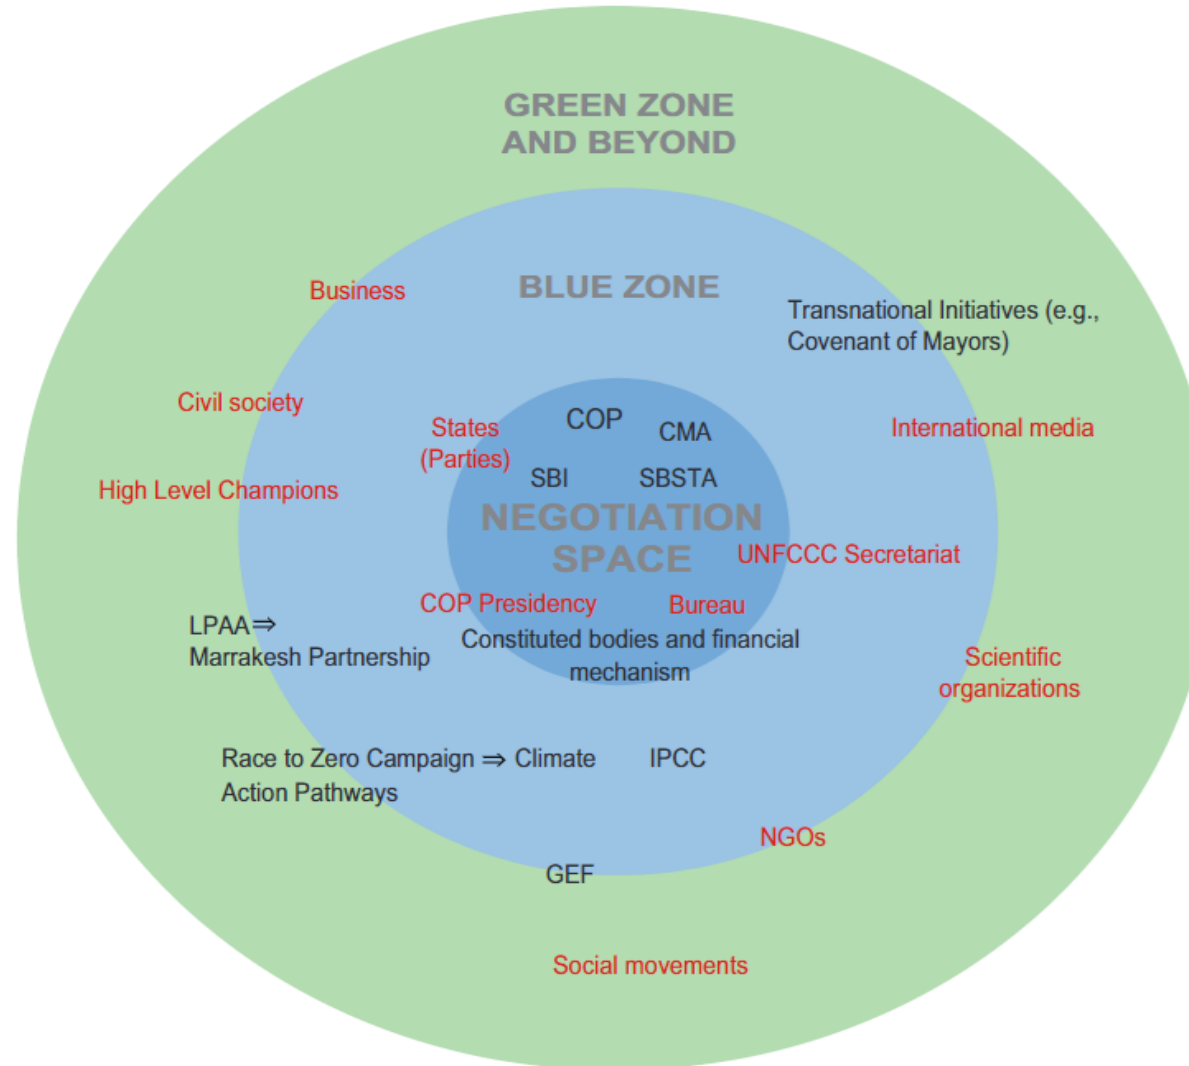 GREEN ZONE
AND BEYOND
BLUE ZONE
Business
Transnational Initiatives (e.g.,
Covenant of Mayors)
Civil society
States
(Parties)
COP
CMA
International media
High Level Champions
SBI
SBSTA
NEGOTIATION
SPACE
UNFCCC Secretariat
COP Presidency
Bureau
LPAA⇒
Marrakesh Partnership
Constituted bodies and financial
mechanism
Scientific
organizations
Race to Zero Campaign ⇒ Climate
Action Pathways
IPCC
NGOs
GEF
Social movements